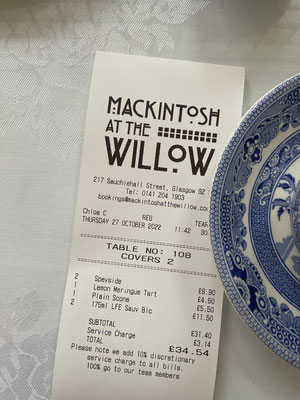 MACKINTOSH
AT THE
WILLOW
217 Sauchiehall Street, Glasgow G2
Tel: 0141 204 1903
bookings@mackintoshatthewillow.co
Chloe C REG TEAR
THURSDAY 27 OCTOBER 2022 11:42 30
TABLE NO: 108
COVERS 2
2 Speyside £9.90
1 Lemon Meringue Tart £4.50
1 Plain Scone £5.50
2 175ml LFE Sauv Blc £11.50
SUBTOTAL £31.40
Service Charge £3.14
TOTAL £34.54
Please note we add 10% discretionary
service charge to all bills.
100% go to our team members